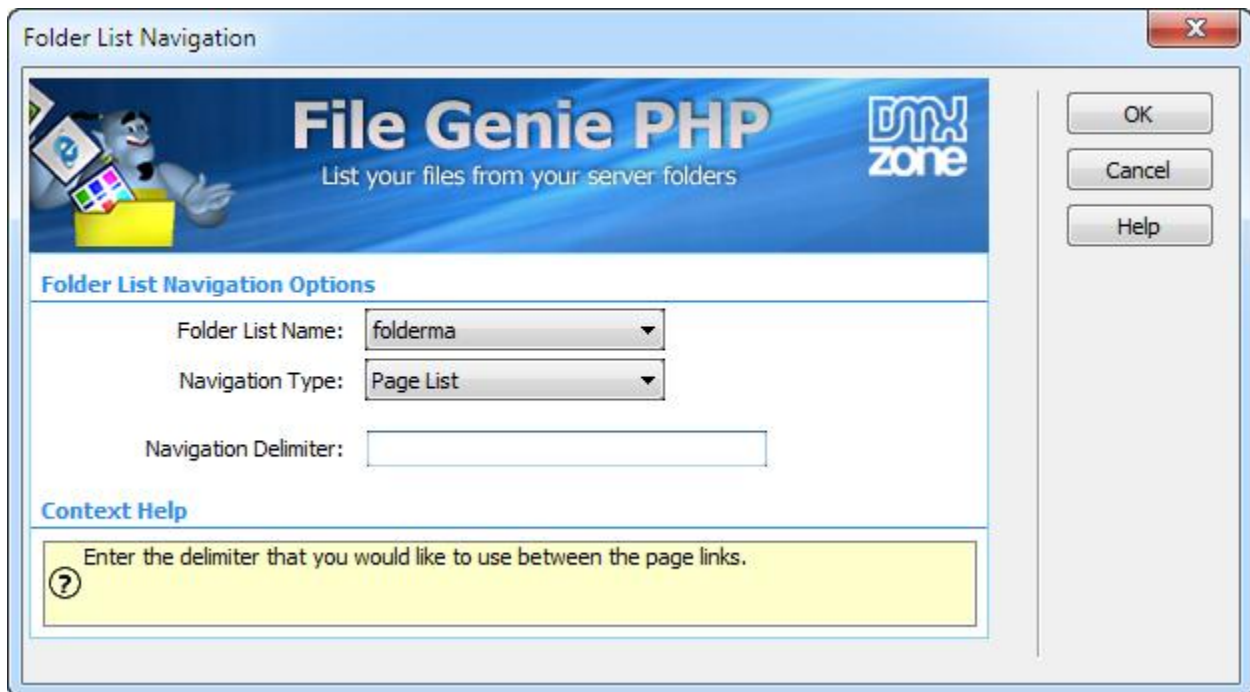 Folder List Navigation
File Genie PHP
List your files from your server folders
DMX
zone
OK
Cancel
Help
Folder List Navigation Options
Folder List Name: folderma
Navigation Type: Page List
Navigation Delimiter:
Context Help
Enter the delimiter that you would like to use between the page links.
?